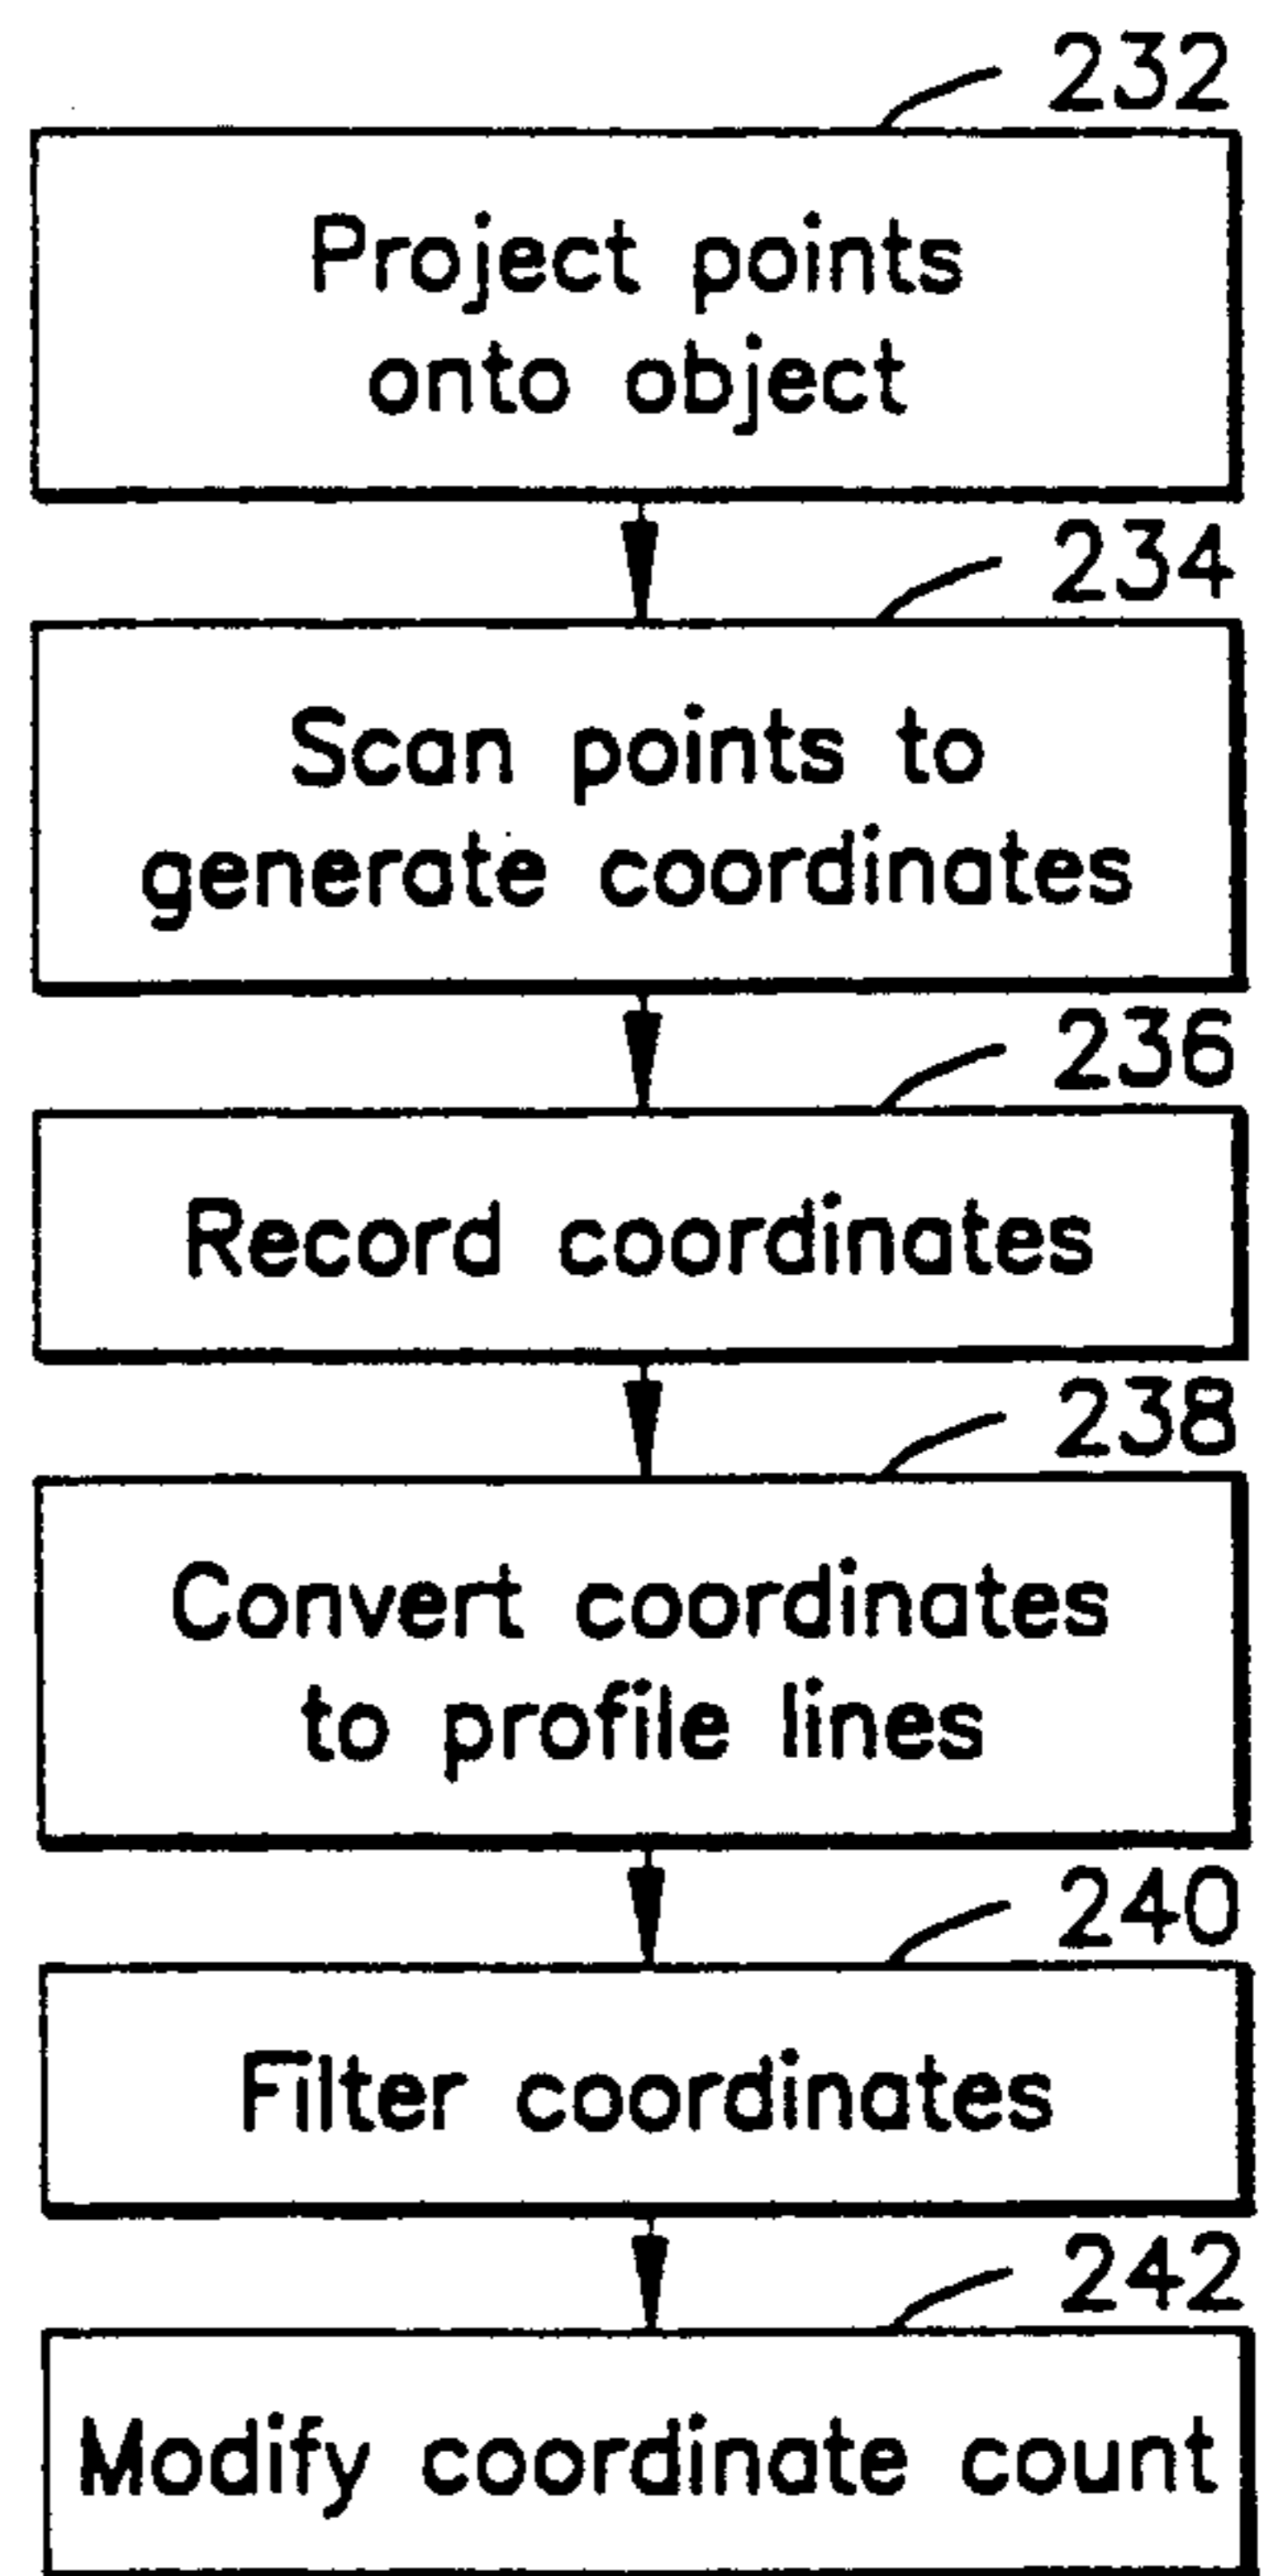 232
Project points
onto object
234
Scan points to
generate coordinates
236
Record coordinates
238
Convert coordinates
to profile lines
240
Filter coordinates
242
Modify coordinate count